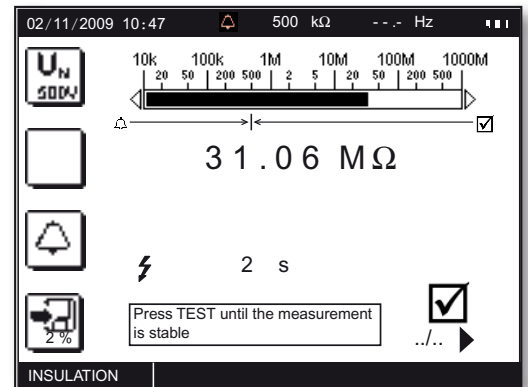 02/11/2009 10:47 500 kΩ - -.- Hz
UN 500V
10k 100k 1M 10M 100M 1000M
20 50 200 500 2 5 20 50 200 500
31.06 MΩ
2 s
2 %
Press TEST until the measurement
is stable
../..
INSULATION